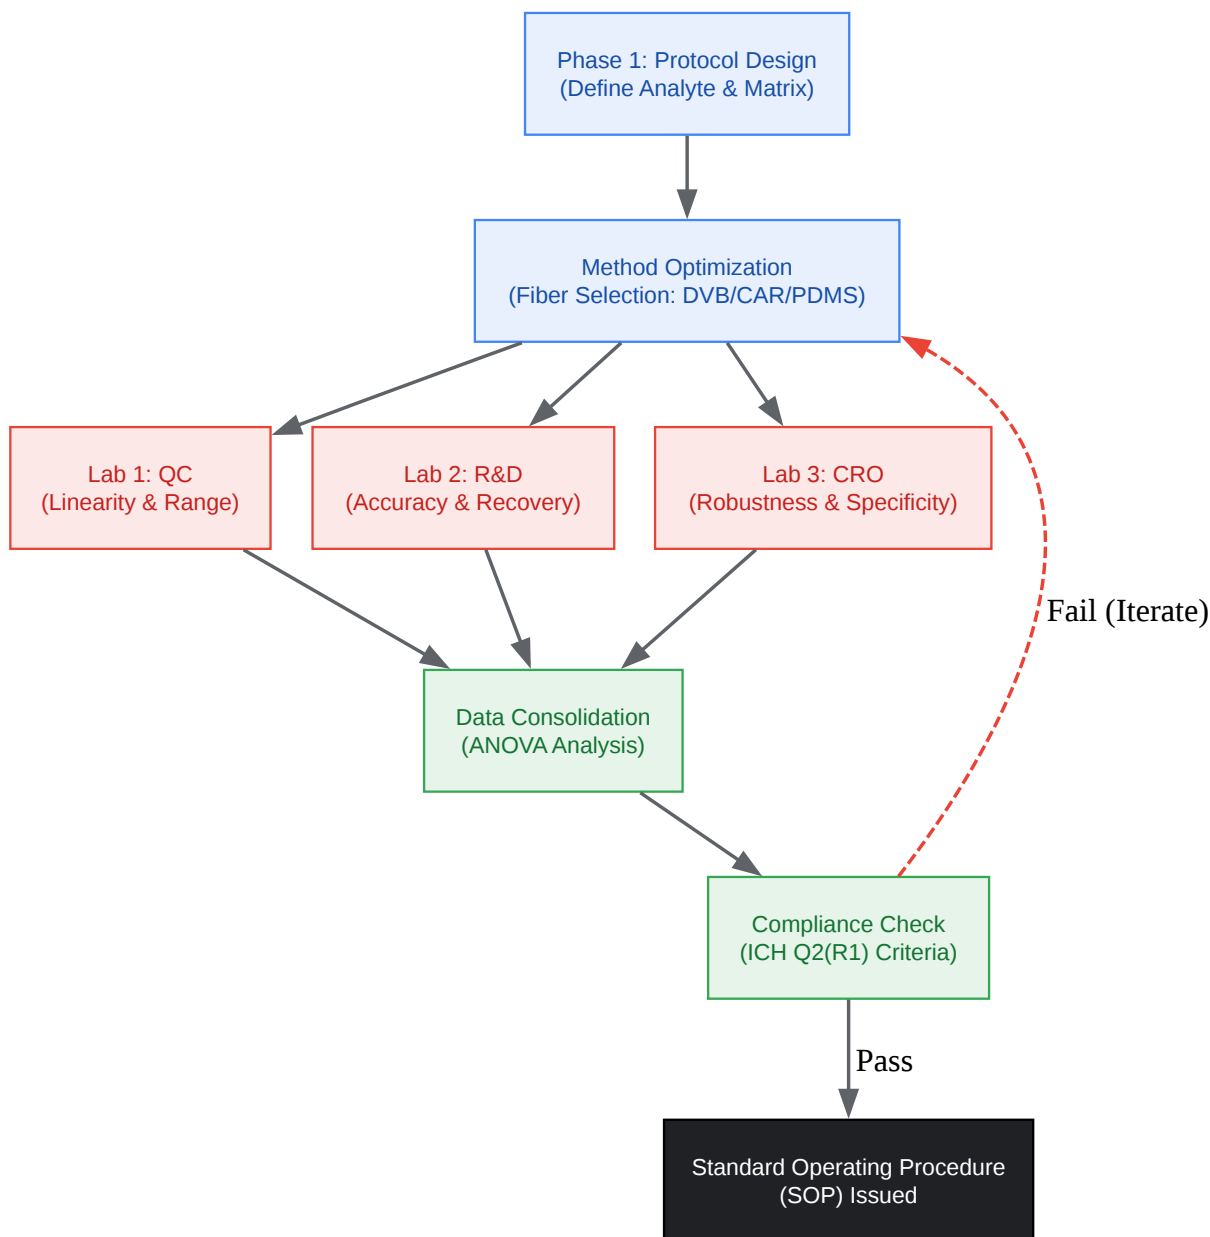 Phase 1: Protocol Design
(Define Analyte & Matrix)
Method Optimization
(Fiber Selection: DVB/CAR/PDMS)
Lab 1: QC
(Linearity & Range)
Lab 2: R&D
(Accuracy & Recovery)
Lab 3: CRO
(Robustness & Specificity)
Fail (Iterate)
Data Consolidation
(ANOVA Analysis)
Compliance Check
(ICH Q2(R1) Criteria)
Pass
Standard Operating Procedure
(SOP) Issued